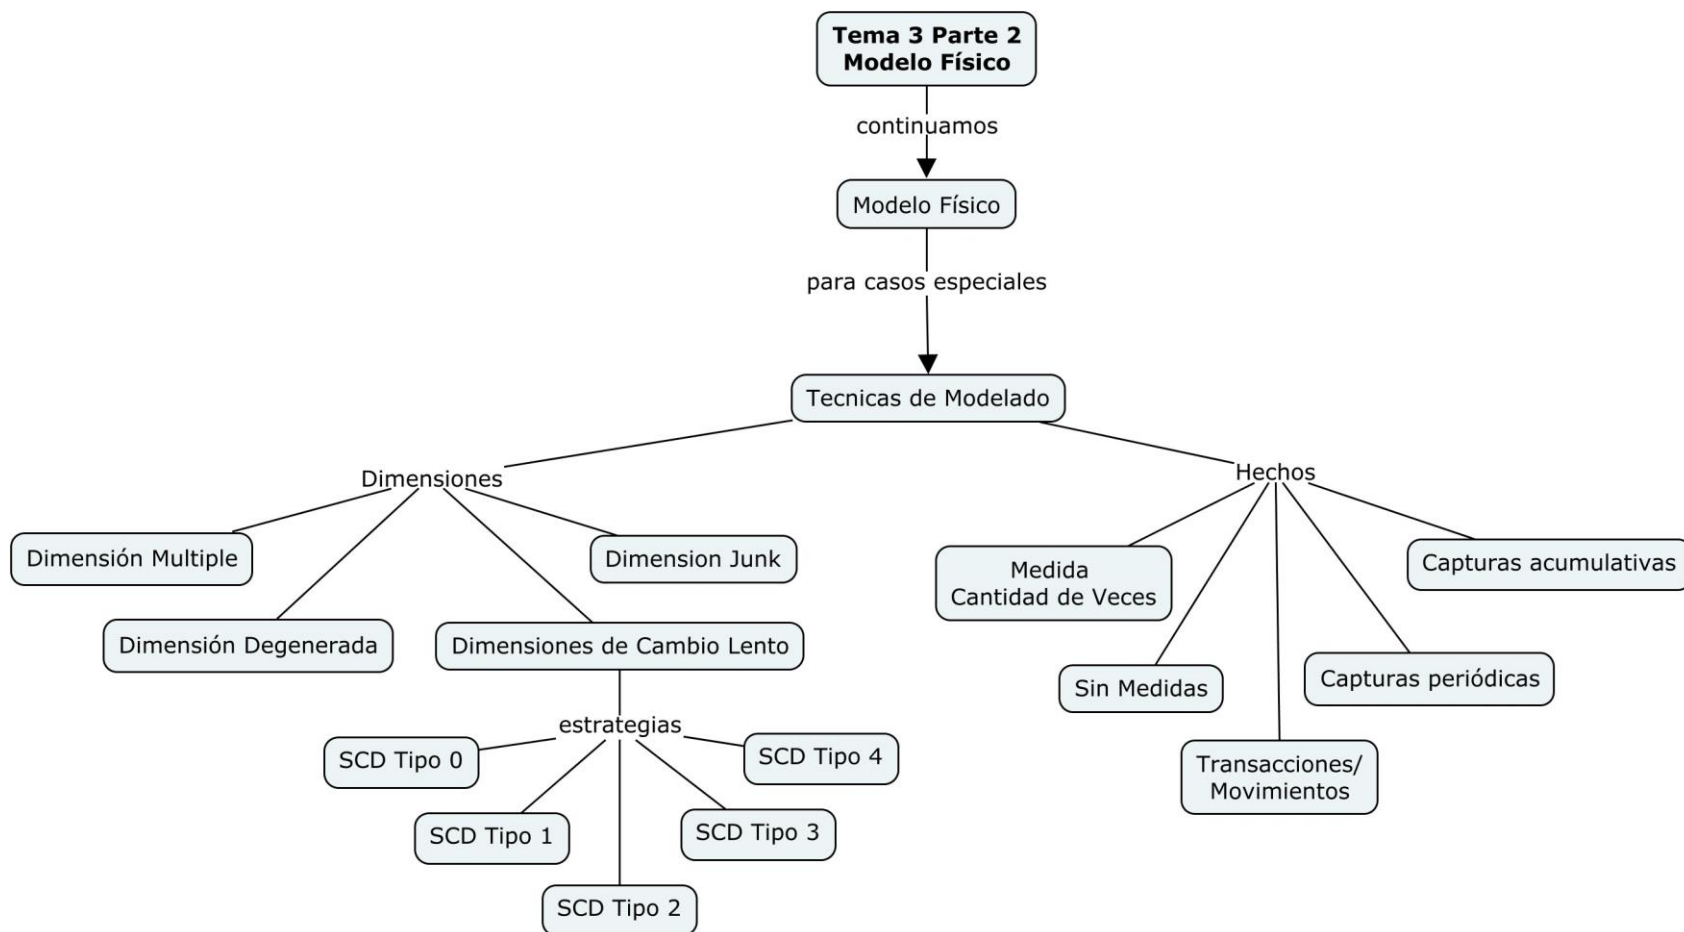 Tema 3 Parte 2
Modelo Físico
continuamos
Modelo Físico
para casos especiales
Tecnicas de Modelado
Dimensiones
Hechos
Dimensión Multiple
Dimension Junk
Medida
Cantidad de Veces
Capturas acumulativas
Dimensión Degenerada
Dimensiones de Cambio Lento
Sin Medidas
Capturas periódicas
estrategias
SCD Tipo 0
SCD Tipo 4
Transacciones/
Movimientos
SCD Tipo 1
SCD Tipo 3
SCD Tipo 2